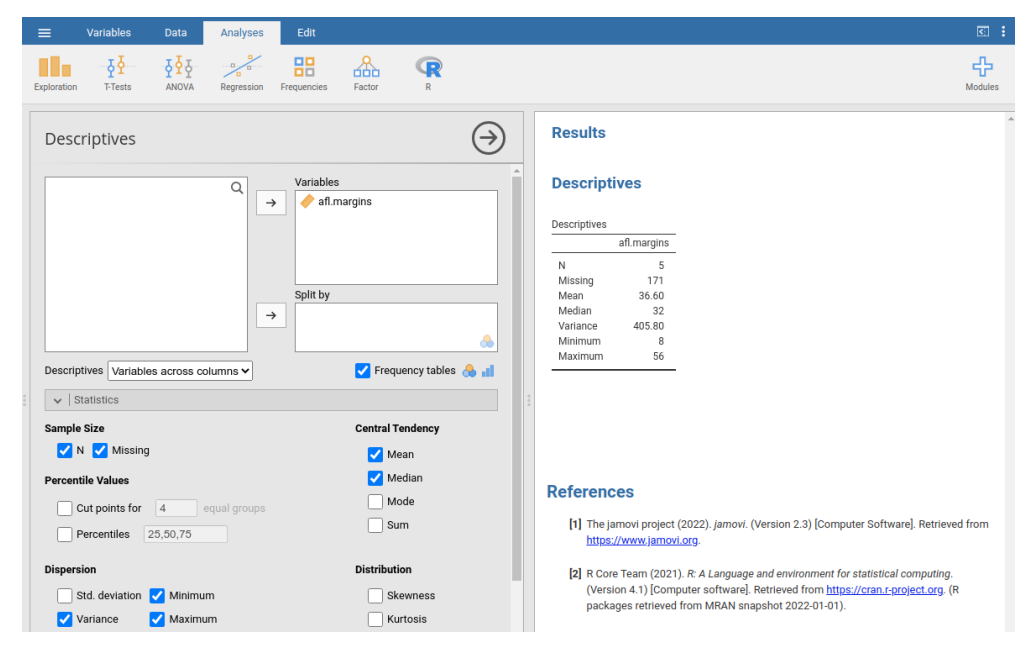 Variables Data Analyses Edit
Exploration T-Tests ANOVA Regression Frequencies Factor R Modules
Descriptives
Variables
afl.margins
Split by
Descriptives Variables across columns Frequency tables
Statistics
Sample Size
N Missing
Percentile Values
Cut points for 4 equal groups
Percentiles 25,50,75
Dispersion
Std. deviation Minimum
Variance Maximum
Central Tendency
Mean
Median
Mode
Sum
Distribution
Skewness
Kurtosis
Results
Descriptives
Descriptives
afl.margins
N 5
Missing 171
Mean 36.60
Median 32
Variance 405.80
Minimum 8
Maximum 56
References
[1] The jamovi project (2022). jamovi. (Version 2.3) [Computer Software]. Retrieved from
https://www.jamovi.org.
[2] R Core Team (2021). R: A Language and environment for statistical computing.
(Version 4.1) [Computer software]. Retrieved from https://cran.r-project.org. (R
packages retrieved from MRAN snapshot 2022-01-01).